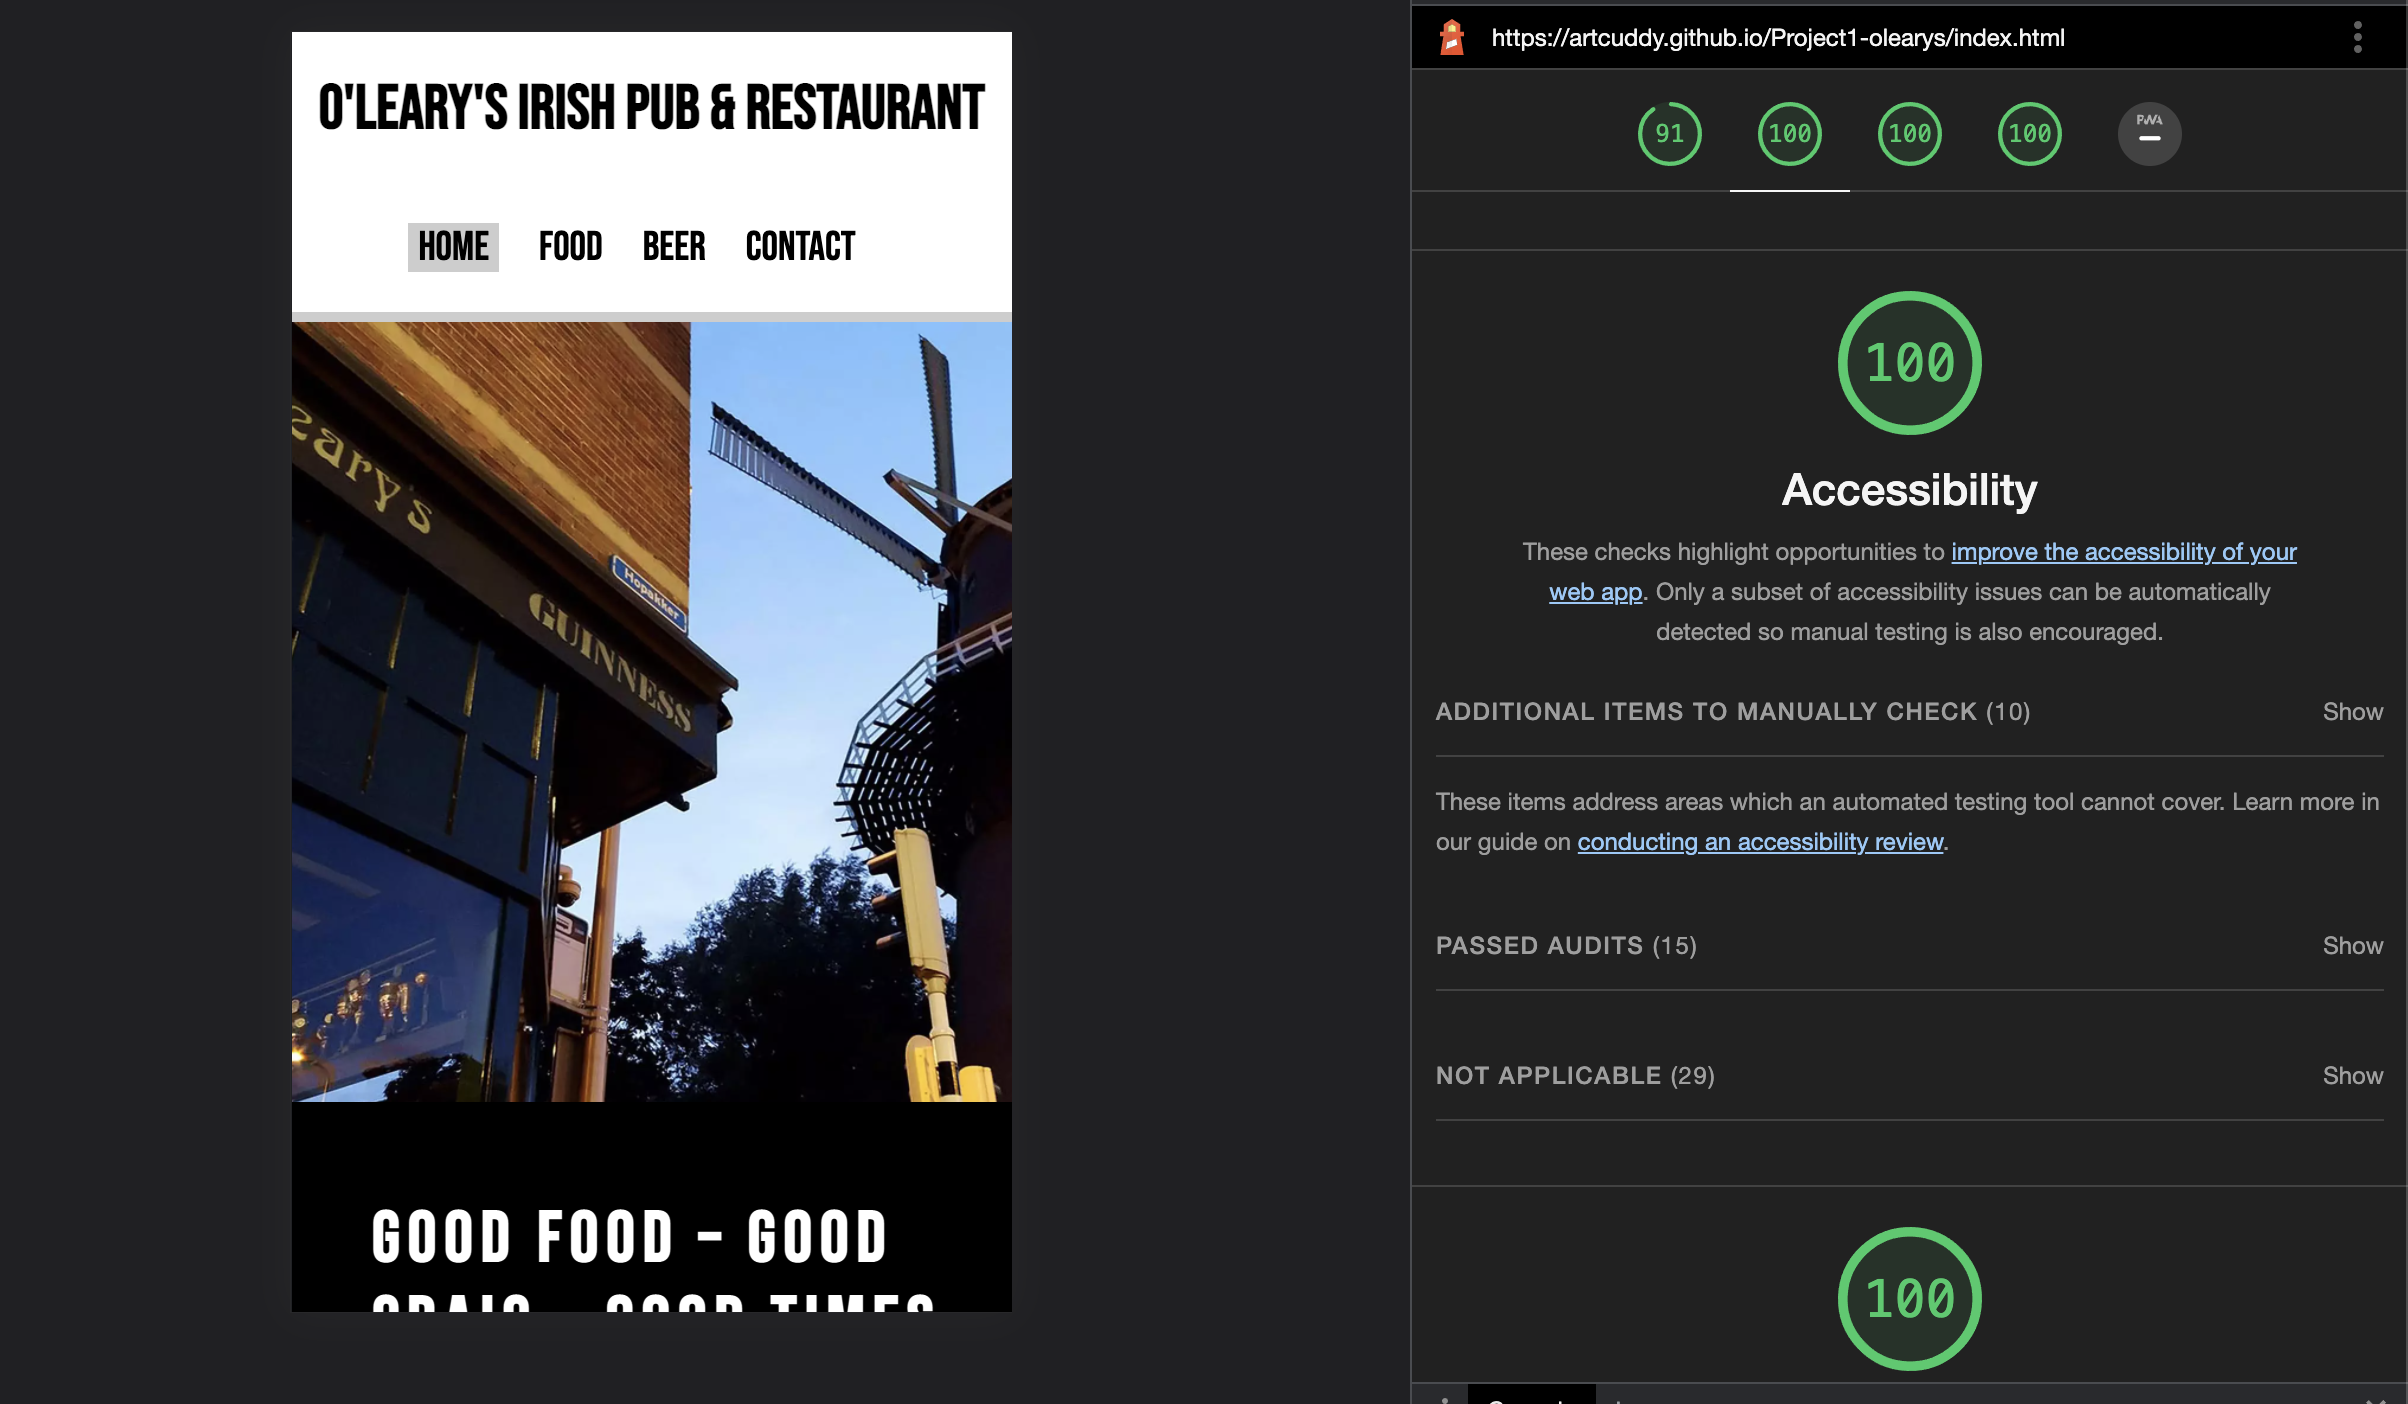 O'LEARY'S IRISH PUB & RESTAURANT
HOME FOOD BEER CONTACT
eary's
Hopakker
GUINNESS
GOOD FOOD – GOOD
CRAIC – GOOD TIMES
https://artcuddy.github.io/Project1-olearys/index.html
91 100 100 100 PWA
100
Accessibility
These checks highlight opportunities to improve the accessibility of your
web app. Only a subset of accessibility issues can be automatically
detected so manual testing is also encouraged.
ADDITIONAL ITEMS TO MANUALLY CHECK (10) Show
These items address areas which an automated testing tool cannot cover. Learn more in
our guide on conducting an accessibility review.
PASSED AUDITS (15) Show
NOT APPLICABLE (29) Show
100